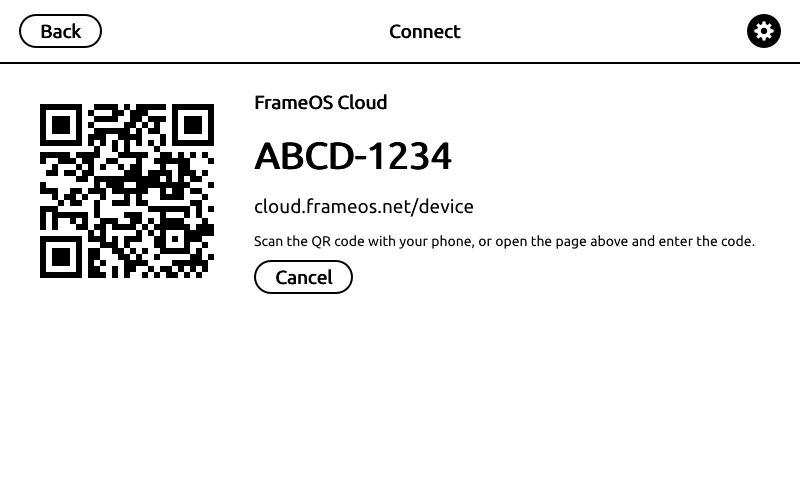 Back
Connect
FrameOS Cloud
ABCD-1234
cloud.frameos.net/device
Scan the QR code with your phone, or open the page above and enter the code.
Cancel